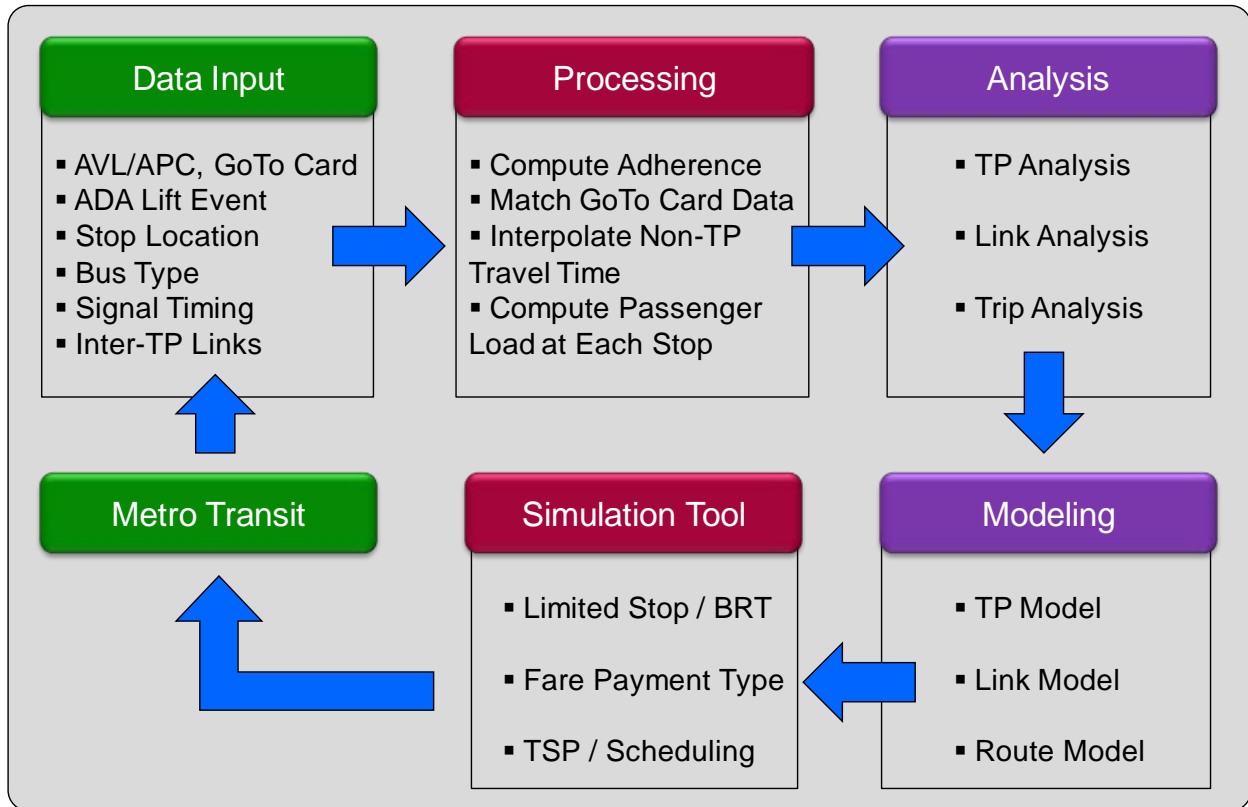 Data Input
▪ AVL/APC, GoTo Card
▪ ADA Lift Event
▪ Stop Location
▪ Bus Type
▪ Signal Timing
▪ Inter-TP Links
Processing
▪ Compute Adherence
▪ Match GoTo Card Data
▪ Interpolate Non-TP
Travel Time
▪ Compute Passenger
Load at Each Stop
Analysis
▪ TP Analysis
▪ Link Analysis
▪ Trip Analysis
Metro Transit
Simulation Tool
▪ Limited Stop / BRT
▪ Fare Payment Type
▪ TSP / Scheduling
Modeling
▪ TP Model
▪ Link Model
▪ Route Model